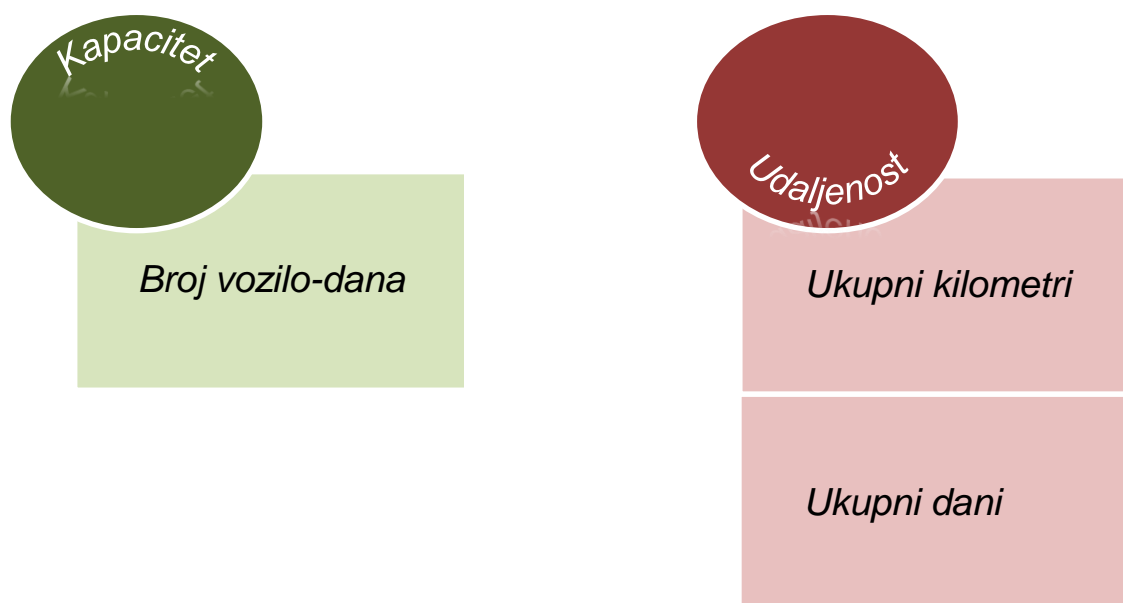 Kapacitet
Broj vozilo-dana
Udaljenost
Ukupni kilometri
Ukupni dani